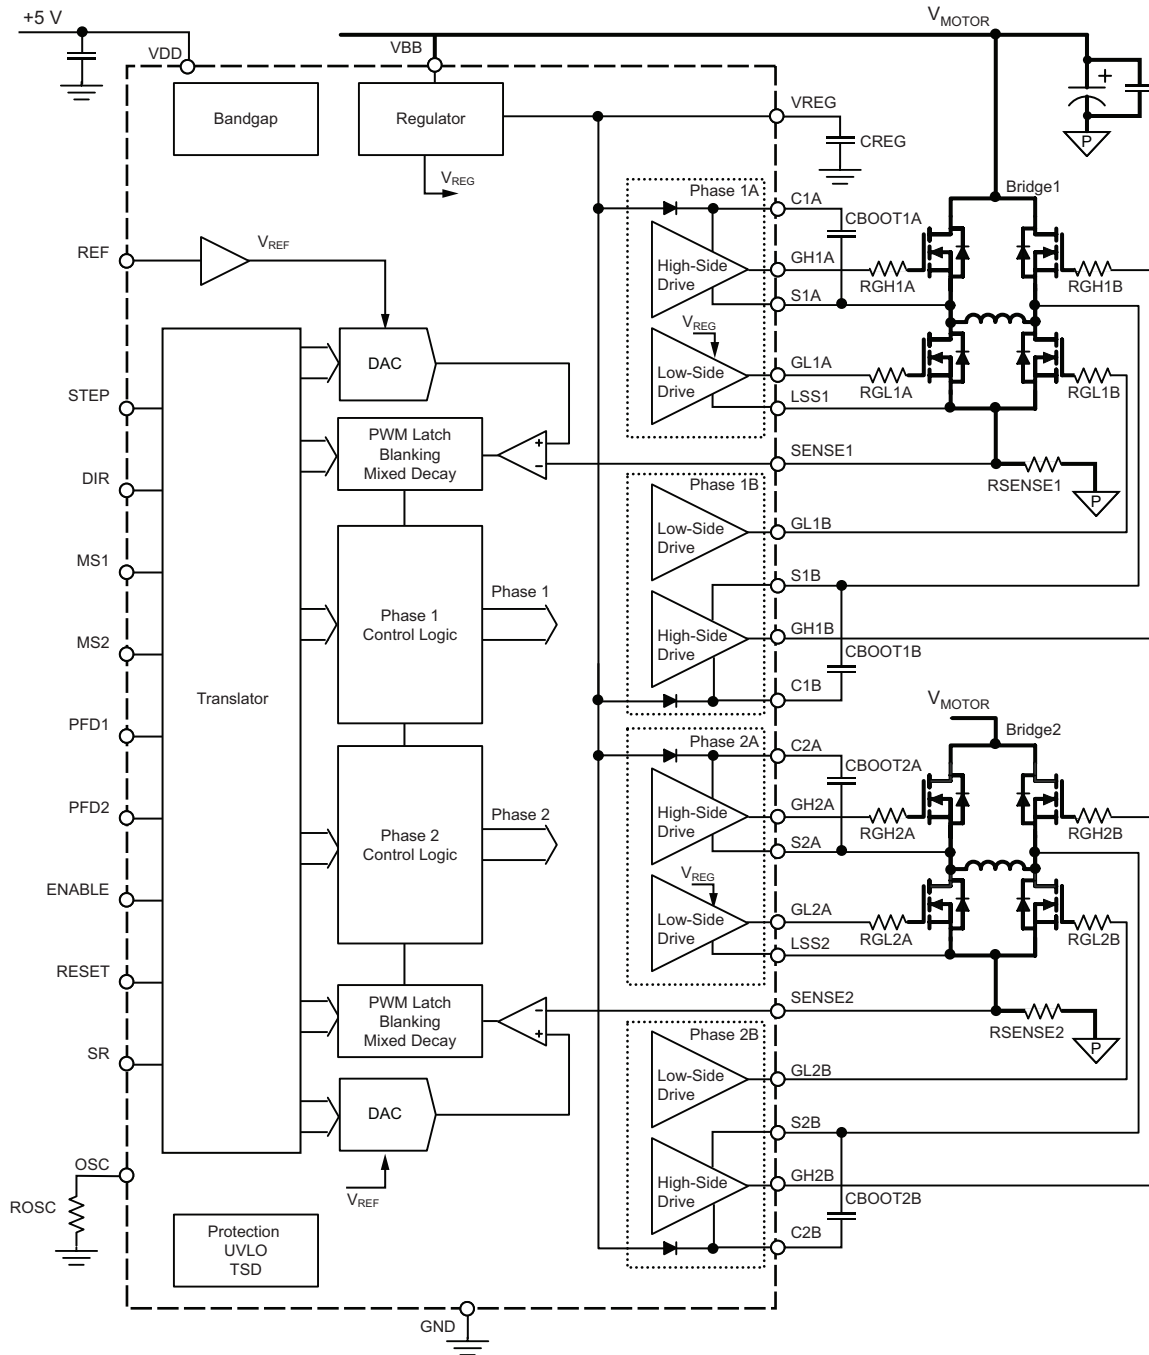 +5 V
VDD
VBB
VMOTOR
Bandgap
Regulator
VREG
VREG
CREG
+
P
Phase 1A
C1A
CBOOT1A
Bridge1
REF
VREF
High-Side
Drive
GH1A
RGH1A
RGH1B
S1A
VREG
Low-Side
Drive
GL1A
RGL1A
RGL1B
LSS1
DAC
STEP
PWM Latch
Blanking
Mixed Decay
+
–
SENSE1
RSENSE1
P
DIR
Phase 1B
Low-Side
Drive
GL1B
MS1
S1B
Phase 1
Phase 1
Control Logic
High-Side
Drive
GH1B
CBOOT1B
MS2
C1B
Translator
VMOTOR
PFD1
Phase 2A
C2A
CBOOT2A
Bridge2
PFD2
High-Side
Drive
GH2A
RGH2A
RGH2B
Phase 2
Phase 2
Control Logic
S2A
VREG
ENABLE
Low-Side
Drive
GL2A
RGL2A
RGL2B
LSS2
RESET
PWM Latch
Blanking
Mixed Decay
–
+
SENSE2
RSENSE2
P
SR
Phase 2B
Low-Side
Drive
GL2B
DAC
S2B
OSC
VREF
High-Side
Drive
GH2B
CBOOT2B
ROSC
C2B
Protection
UVLO
TSD
GND